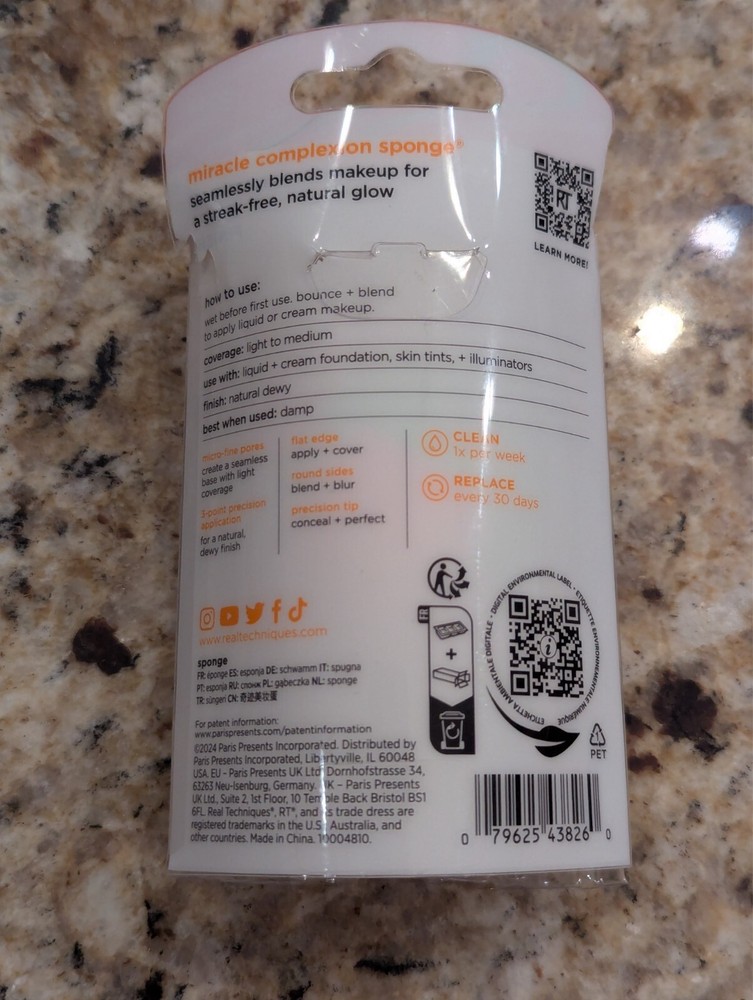 miracle complexion sponge®
seamlessly blends makeup for
a streak-free, natural glow
RT
LEARN MORE!
how to use:
wet before first use. bounce + blend
to apply liquid or cream makeup.
coverage: light to medium
use with: liquid + cream foundation, skin tints, + illuminators
finish: natural dewy
best when used: damp
micro-fine pores
create a seamless
base with light
coverage
3-point precision
application
for a natural,
dewy finish
flat edge
apply + cover
round sides
blend + blur
precision tip
conceal + perfect
CLEAN
1x per week
REPLACE
every 30 days
www.realtechniques.com
sponge
FR: éponge ES: esponja DE: schwamm IT: spugna
PT: esponja RU: спонж PL: gąbeczka NL: sponge
TR: süngeri CN: 奇迹美妆蛋
For patent information:
www.parispresents.com/patentinformation
©2024 Paris Presents Incorporated. Distributed by
Paris Presents Incorporated, Libertyville, IL 60048
USA. EU - Paris Presents UK Ltd, Dornhofstrasse 34,
63263 Neu-Isenburg, Germany. UK - Paris Presents
UK Ltd., Suite 2, 1st Floor, 10 Temple Back Bristol BS1
6FL. Real Techniques®, RT®, and its trade dress are
registered trademarks in the U.S., Australia, and
other countries. Made in China. 10004810.
FR
+
DIGITAL ENVIRONMENTAL LABEL • ETIQUETTE ENVIRONNEMENTALE NUMÉRIQUE
ETICHETTA AMBIENTALE DIGITALE •
i
1
PET
0 79625 43826 0